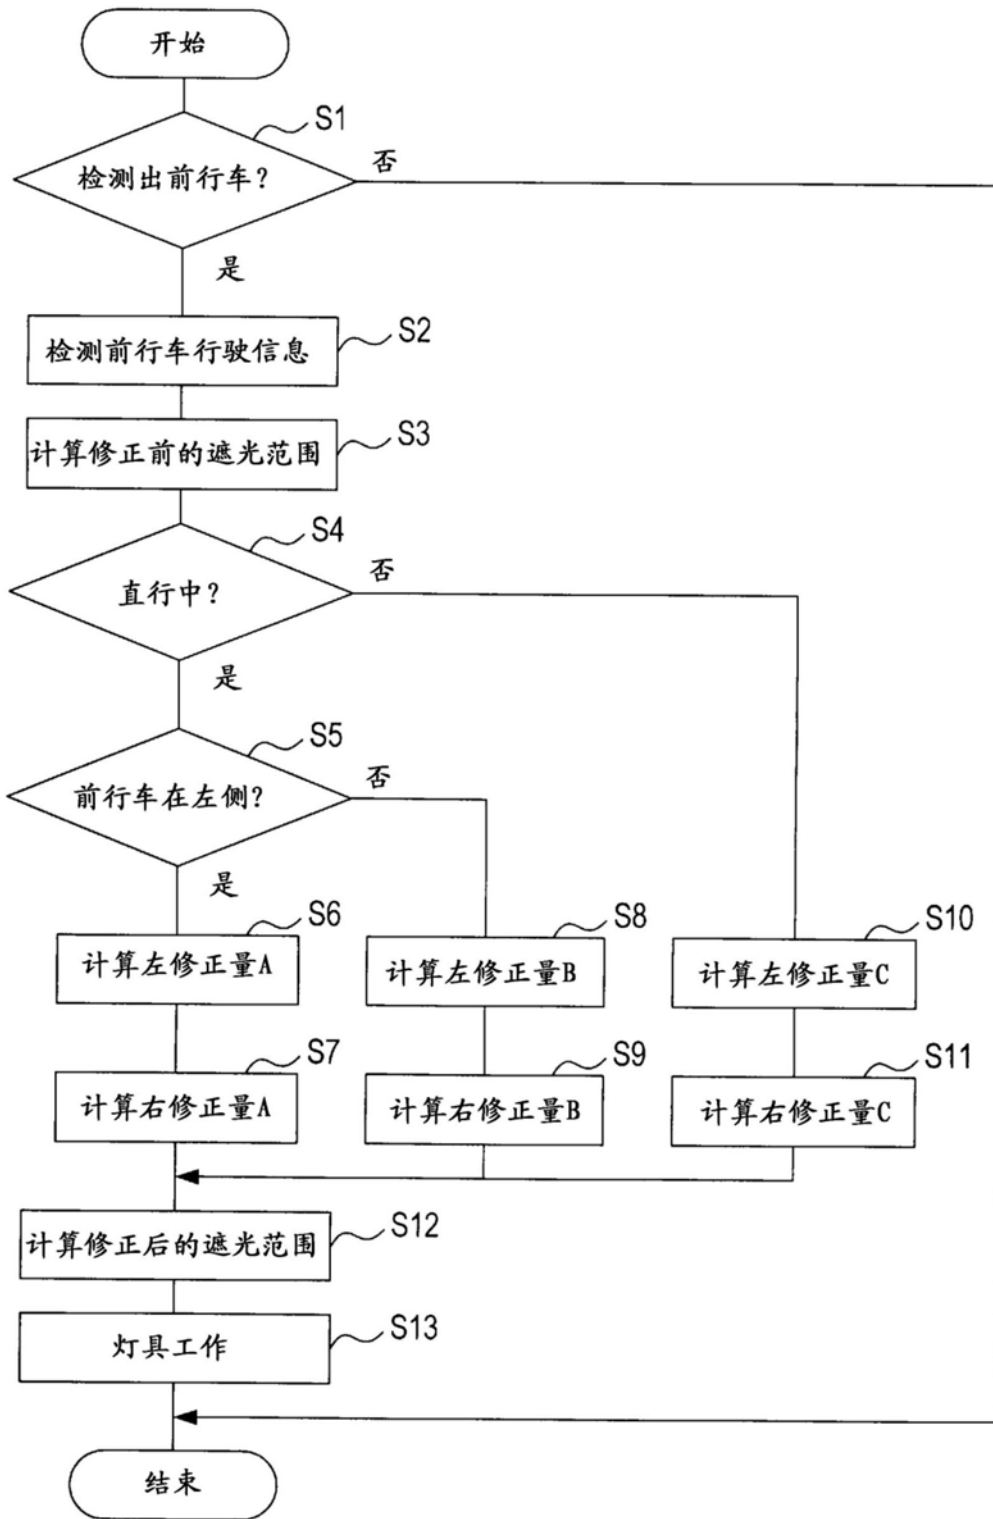 开始
S1
检测出前行车？
否
是
S2
检测前行车行驶信息
S3
计算修正前的遮光范围
S4
直行中？
否
是
S5
前行车在左侧？
否
是
S6
计算左修正量A
S8
计算左修正量B
S10
计算左修正量C
S7
计算右修正量A
S9
计算右修正量B
S11
计算右修正量C
S12
计算修正后的遮光范围
S13
灯具工作
结束